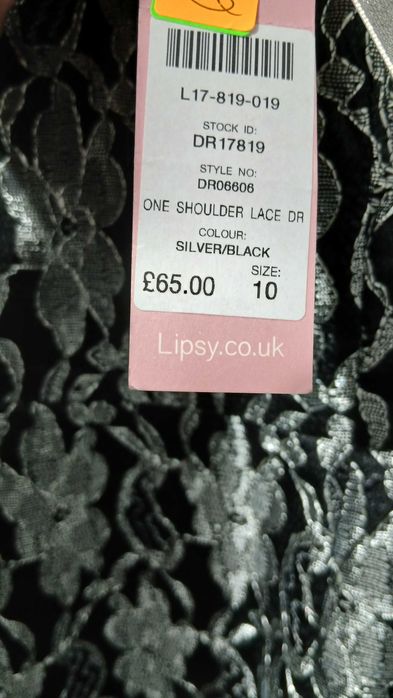 L17-819-019
STOCK ID:
DR17819
STYLE NO:
DR06606
ONE SHOULDER LACE DR
COLOUR:
SILVER/BLACK
SIZE:
£65.00 10
Lipsy.co.uk